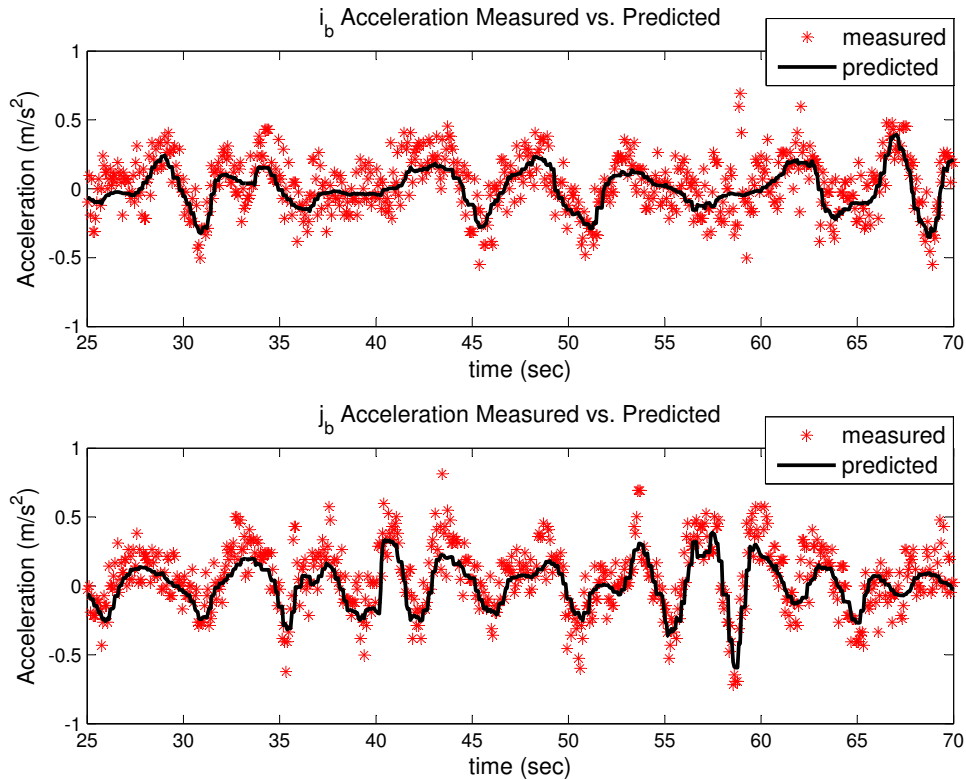 i_b Acceleration Measured vs. Predicted
measured
predicted
Acceleration (m/s²)
1
0.5
0
-0.5
-1
25 30 35 40 45 50 55 60 65 70
time (sec)
j_b Acceleration Measured vs. Predicted
measured
predicted
Acceleration (m/s²)
1
0.5
0
-0.5
-1
25 30 35 40 45 50 55 60 65 70
time (sec)